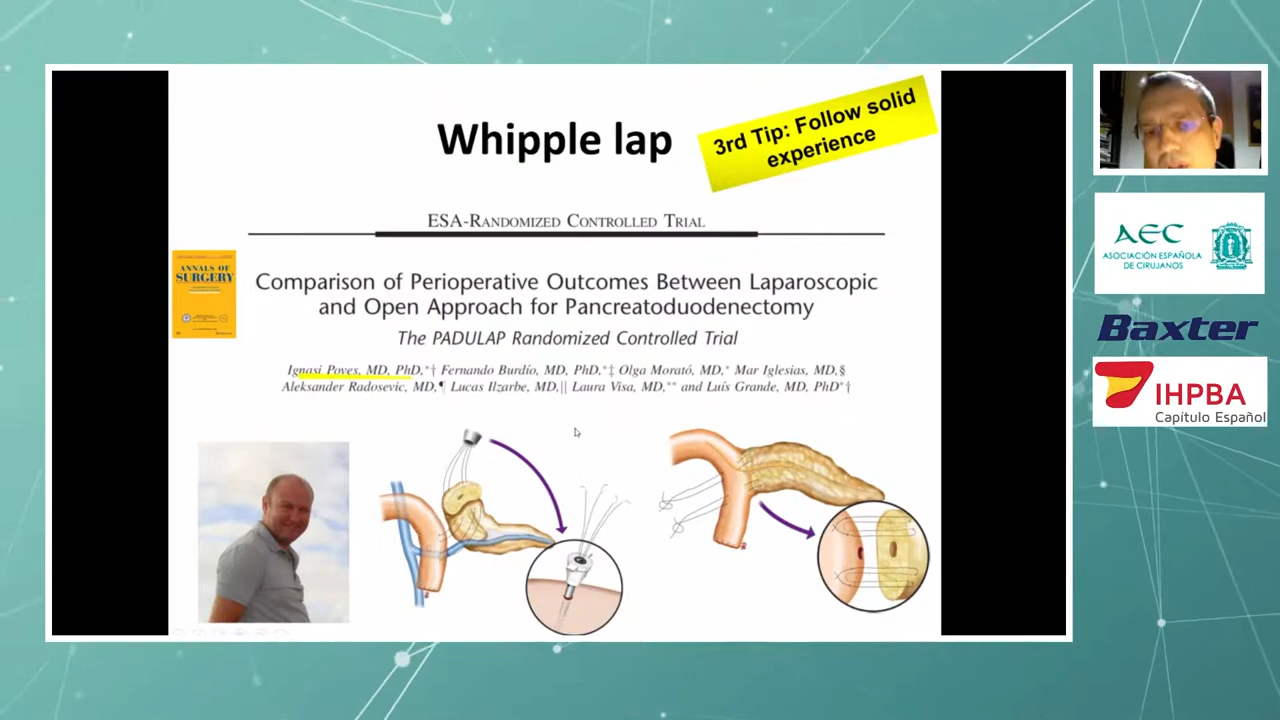 Whipple lap
3rd Tip: Follow solid
experience
ESA-RANDOMIZED CONTROLLED TRIAL
ANNALS OF
SURGERY
Comparison of Perioperative Outcomes Between Laparoscopic
and Open Approach for Pancreatoduodenectomy
The PADULAP Randomized Controlled Trial
Ignasi Poves, MD, PhD,*† Fernando Burdío, MD, PhD,*‡ Olga Morató, MD,* Mar Iglesias, MD,§
Aleksander Radosevic, MD,¶ Lucas Ilzarbe, MD,|| Laura Visa, MD,** and Luís Grande, MD, PhD*†
AEC
ASOCIACIÓN ESPAÑOLA
DE CIRUJANOS
Baxter
IHPBA
Capítulo Español